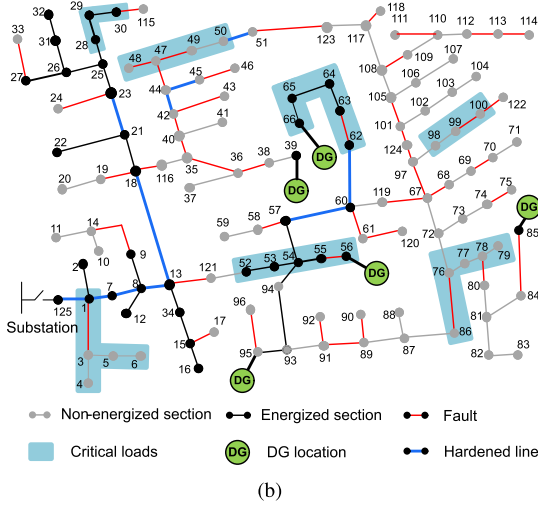 32 29 30 115 118
33 31 28 48 47 49 50 51 123 117 111 110 112 113 114
27 26 25 44 45 46 65 64 108 109 107
24 23 42 43 63 105 106 103 104
22 21 40 41 66 62 101 102 98 99 100 122
20 19 18 116 35 36 38 39 DG 124 97 71
37 DG 68 69 70
11 14 10 9 59 58 57 60 119 67 74 75
2 8 13 121 52 53 54 55 56 61 120 72 73 DG
125 1 7 12 34 94 DG 76 77 78 79 85
Substation 96 92 90 88 80 84
3 5 6 15 17 95 93 91 89 87 86 81
4 16 DG 82 83
Non-energized section Energized section Fault
Critical loads DG DG location Hardened line
(b)